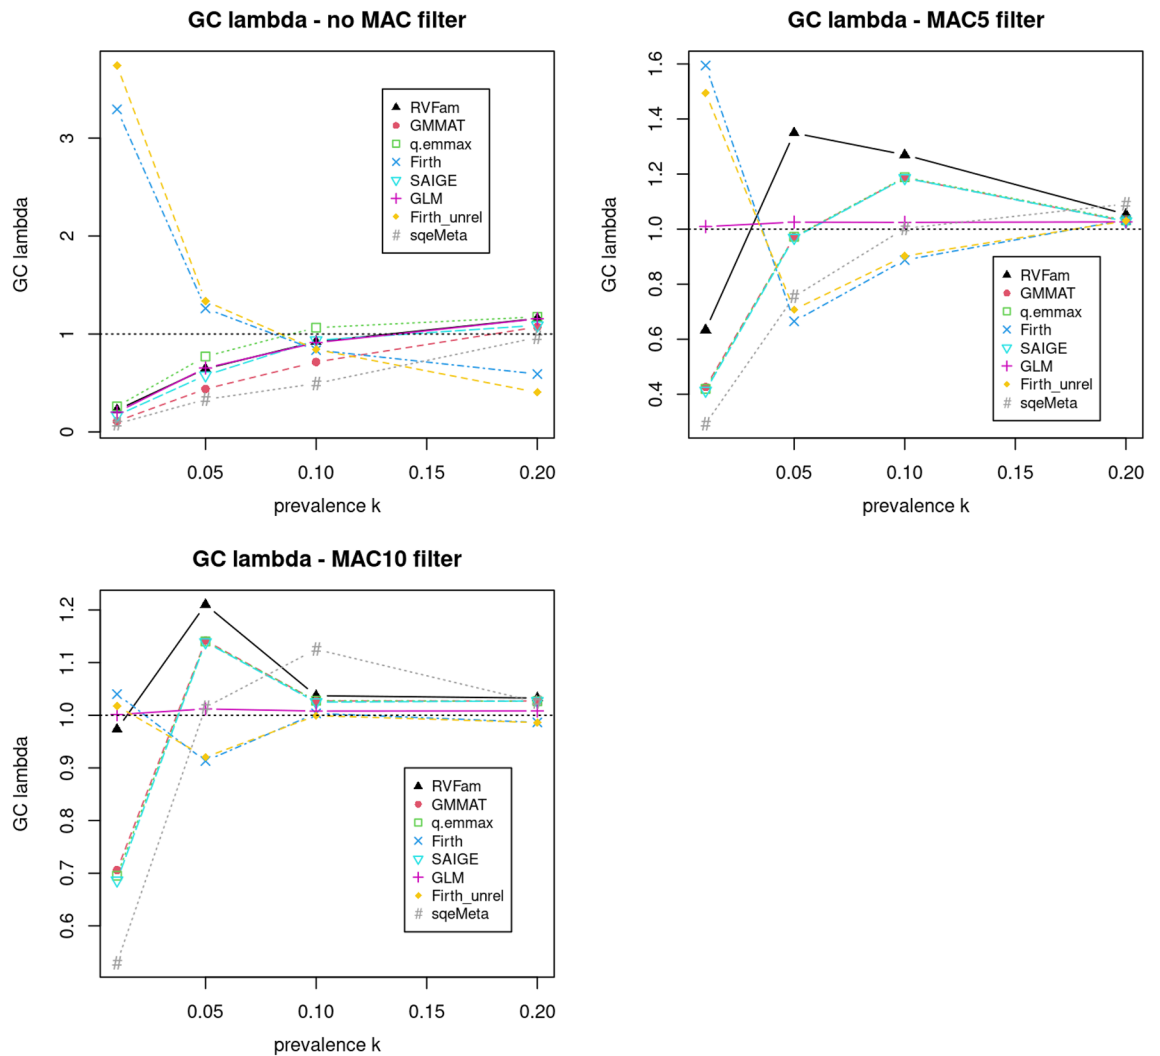 GC lambda - no MAC filter
GC lambda
3
2
1
0
RVFam
GMMAT
q.emmax
Firth
SAIGE
GLM
Firth_unrel
# sqeMeta
0.05 0.10 0.15 0.20
prevalence k
GC lambda - MAC5 filter
GC lambda
1.6
1.4
1.2
1.0
0.8
0.6
0.4
RVFam
GMMAT
q.emmax
Firth
SAIGE
GLM
Firth_unrel
# sqeMeta
0.05 0.10 0.15 0.20
prevalence k
GC lambda - MAC10 filter
GC lambda
1.2
1.1
1.0
0.9
0.8
0.7
0.6
RVFam
GMMAT
q.emmax
Firth
SAIGE
GLM
Firth_unrel
# sqeMeta
0.05 0.10 0.15 0.20
prevalence k